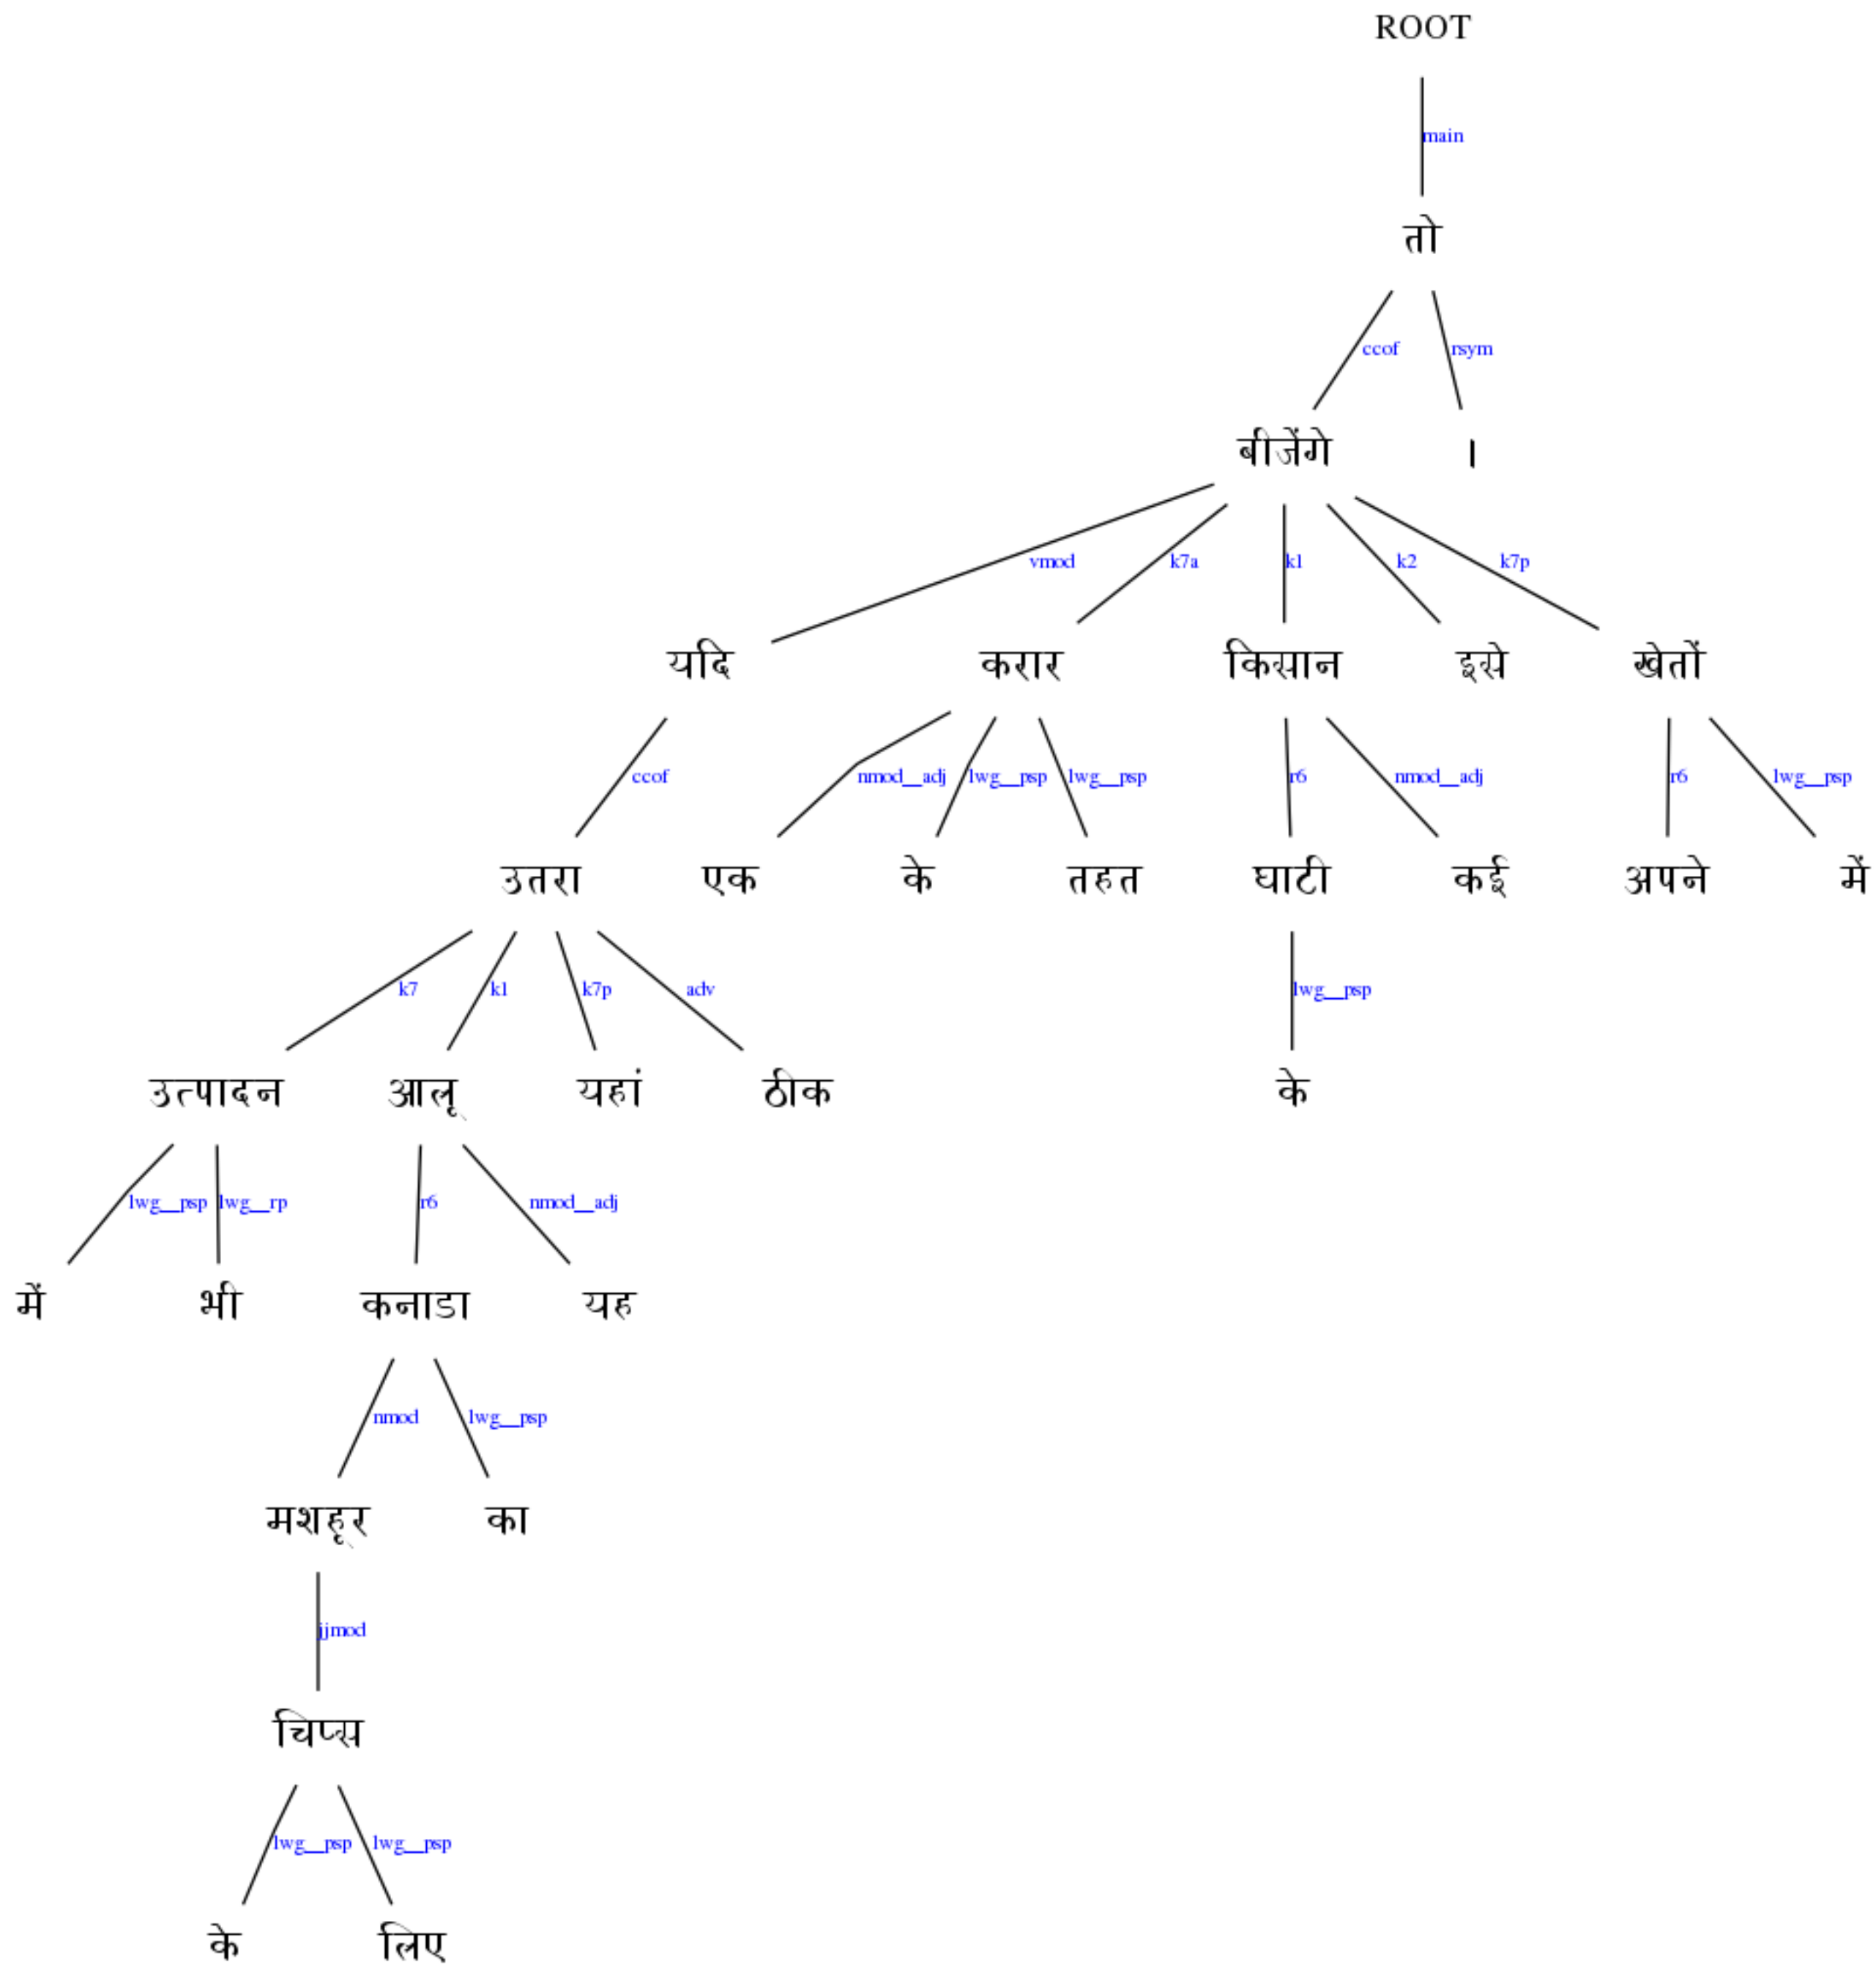 ROOT
main
तो
ccof rsym
बीजेंगे ।
vmod k7a k1 k2 k7p
यदि करार किसान इसे खेतों
ccof nmod__adj lwg__psp lwg__psp r6 nmod__adj r6 lwg__psp
उतरा एक के तहत घाटी कई अपने में
k7 k1 k7p adv lwg__psp
उत्पादन आलू यहां ठीक के
lwg__psp lwg__rp r6 nmod__adj
में भी कनाडा यह
nmod lwg__psp
मशहूर का
jjmod
चिप्स
lwg__psp lwg__psp
के लिए